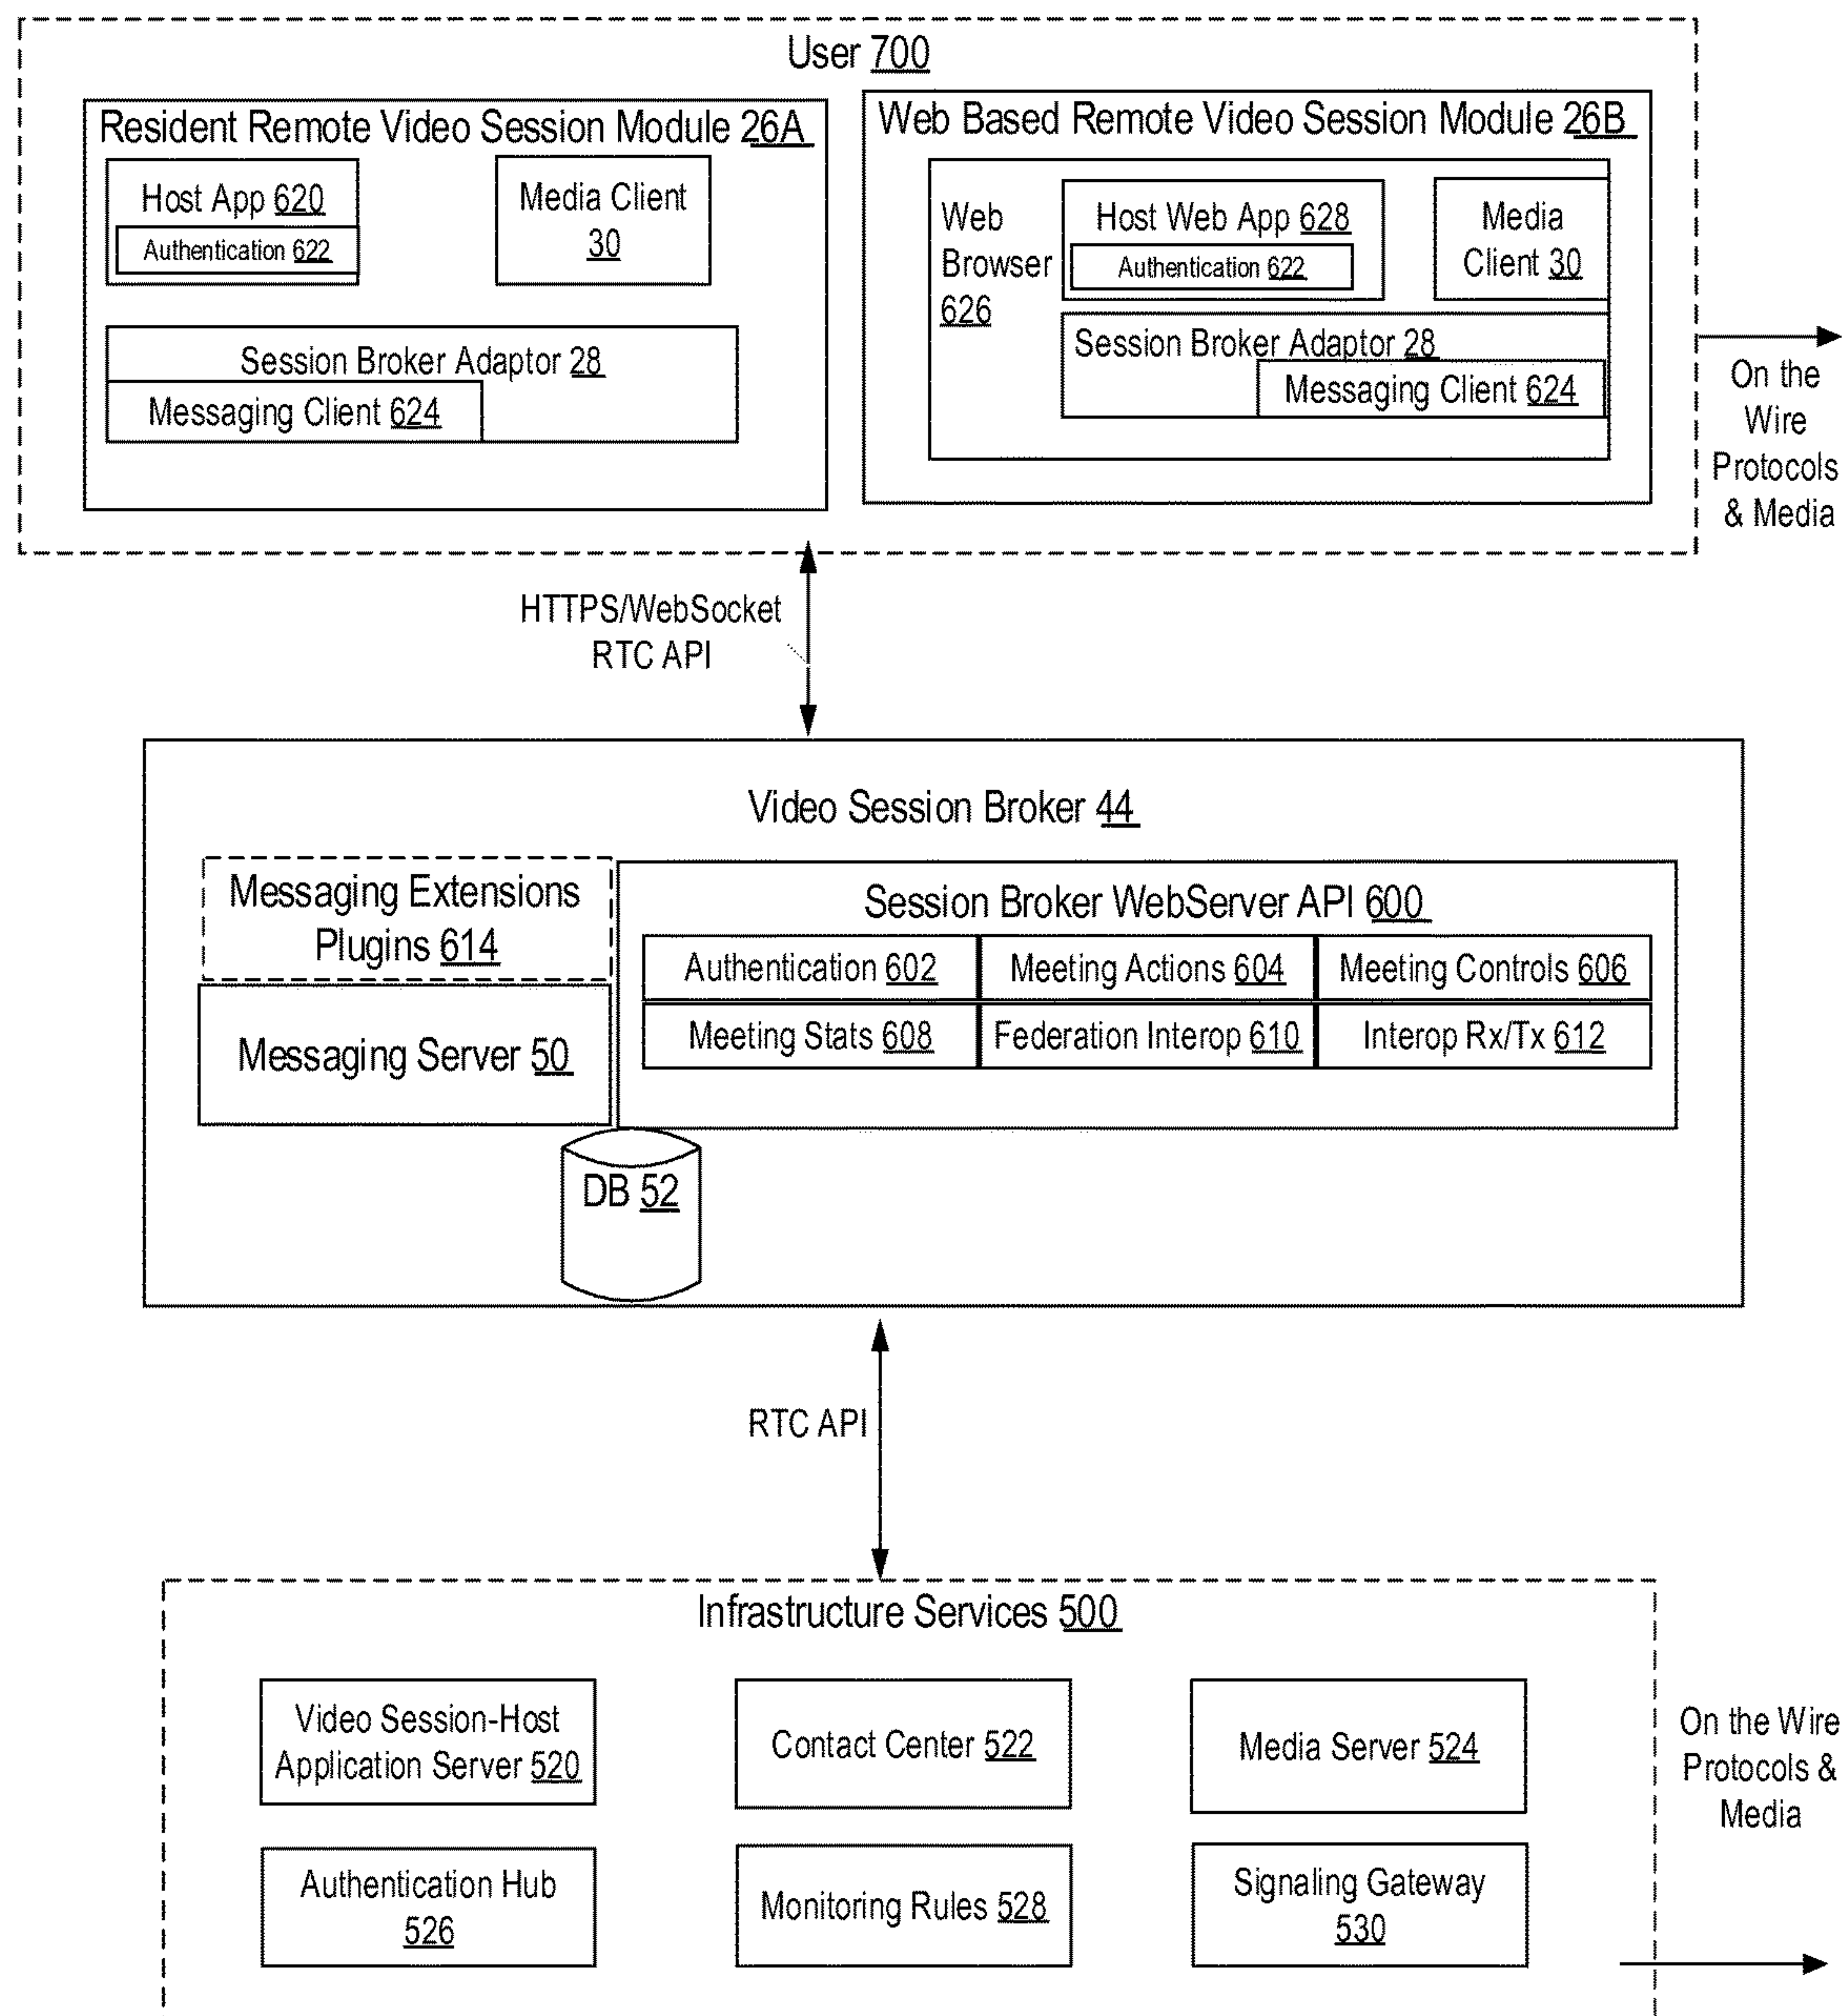 User 700
Resident Remote Video Session Module 26A
Host App 620
Authentication 622
Media Client
30
Session Broker Adaptor 28
Messaging Client 624
Web Based Remote Video Session Module 26B
Web
Browser
626
Host Web App 628
Authentication 622
Media
Client 30
Session Broker Adaptor 28
Messaging Client 624
On the
Wire
Protocols
& Media
HTTPS/WebSocket
RTC API
Video Session Broker 44
Messaging Extensions
Plugins 614
Messaging Server 50
Session Broker WebServer API 600
Authentication 602
Meeting Actions 604
Meeting Controls 606
Meeting Stats 608
Federation Interop 610
Interop Rx/Tx 612
DB 52
RTC API
Infrastructure Services 500
Video Session-Host
Application Server 520
Contact Center 522
Media Server 524
Authentication Hub
526
Monitoring Rules 528
Signaling Gateway
530
On the Wire
Protocols &
Media